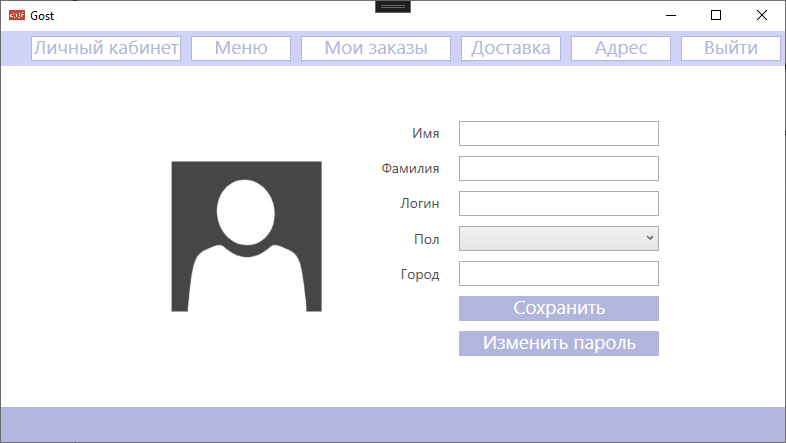 Gost
Личный кабинет Меню Мои заказы Доставка Адрес Выйти
Имя
Фамилия
Логин
Пол
Город
Сохранить
Изменить пароль